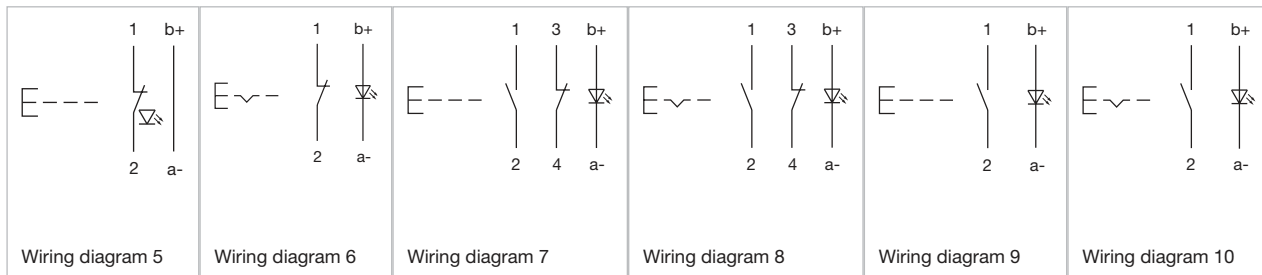 1 b+
2 a-
Wiring diagram 5
1 b+
2 a-
Wiring diagram 6
1 3 b+
2 4 a-
Wiring diagram 7
1 3 b+
2 4 a-
Wiring diagram 8
1 b+
2 a-
Wiring diagram 9
1 b+
2 a-
Wiring diagram 10